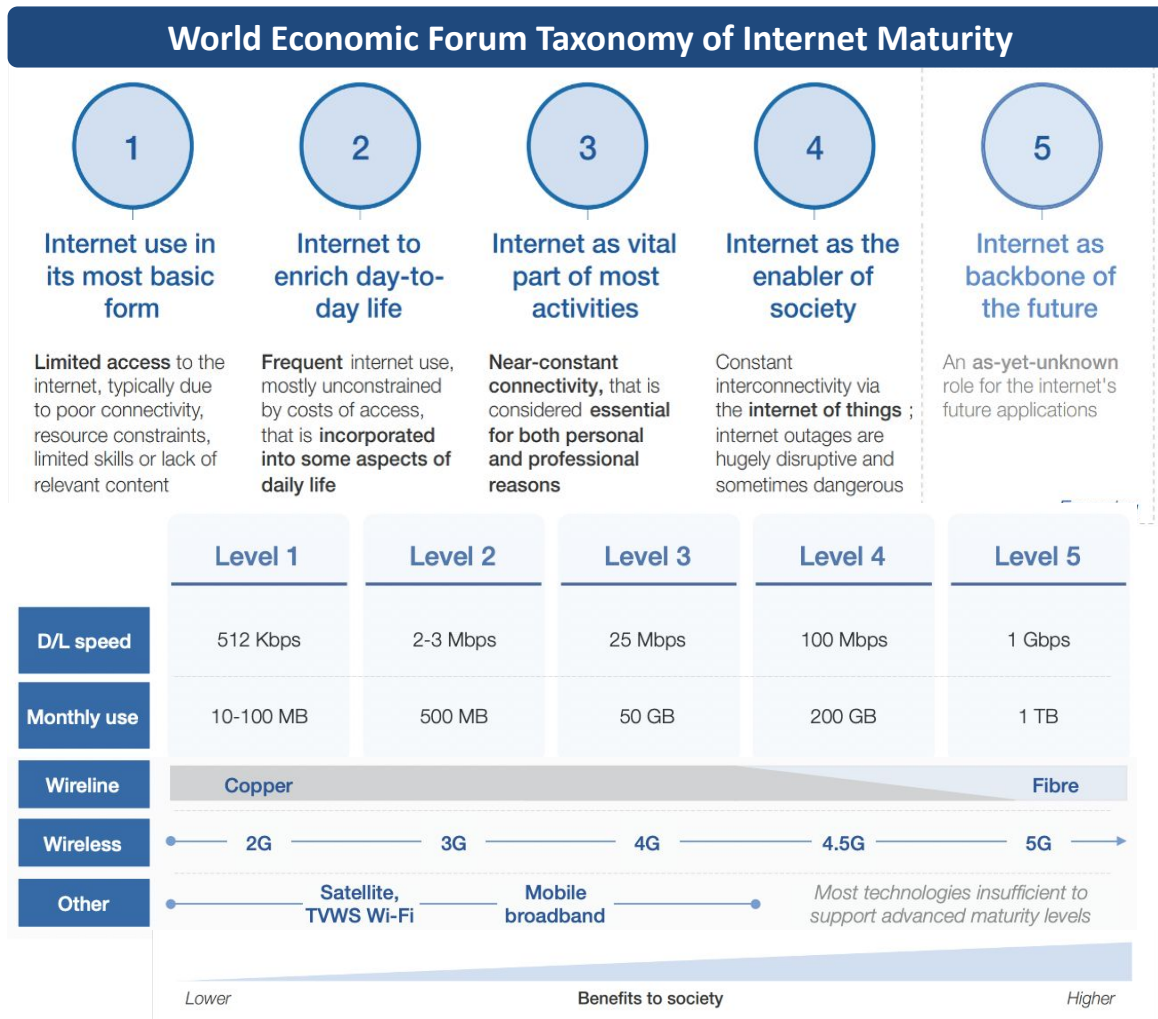 World Economic Forum Taxonomy of Internet Maturity
1
2
3
4
5
Internet use in
its most basic
form
Internet to
enrich day-to-
day life
Internet as vital
part of most
activities
Internet as the
enabler of
society
Internet as
backbone of
the future
Limited access to the
internet, typically due
to poor connectivity,
resource constraints,
limited skills or lack of
relevant content
Frequent internet use,
mostly unconstrained
by costs of access,
that is incorporated
into some aspects of
daily life
Near-constant
connectivity, that is
considered essential
for both personal
and professional
reasons
Constant
interconnectivity via
the internet of things ;
internet outages are
hugely disruptive and
sometimes dangerous
An as-yet-unknown
role for the internet's
future applications
Level 1
Level 2
Level 3
Level 4
Level 5
D/L speed
512 Kbps
2-3 Mbps
25 Mbps
100 Mbps
1 Gbps
Monthly use
10-100 MB
500 MB
50 GB
200 GB
1 TB
Wireline
Copper
Fibre
Wireless
2G
3G
4G
4.5G
5G
Other
Satellite,
TVWS Wi-Fi
Mobile
broadband
Most technologies insufficient to
support advanced maturity levels
Lower
Benefits to society
Higher